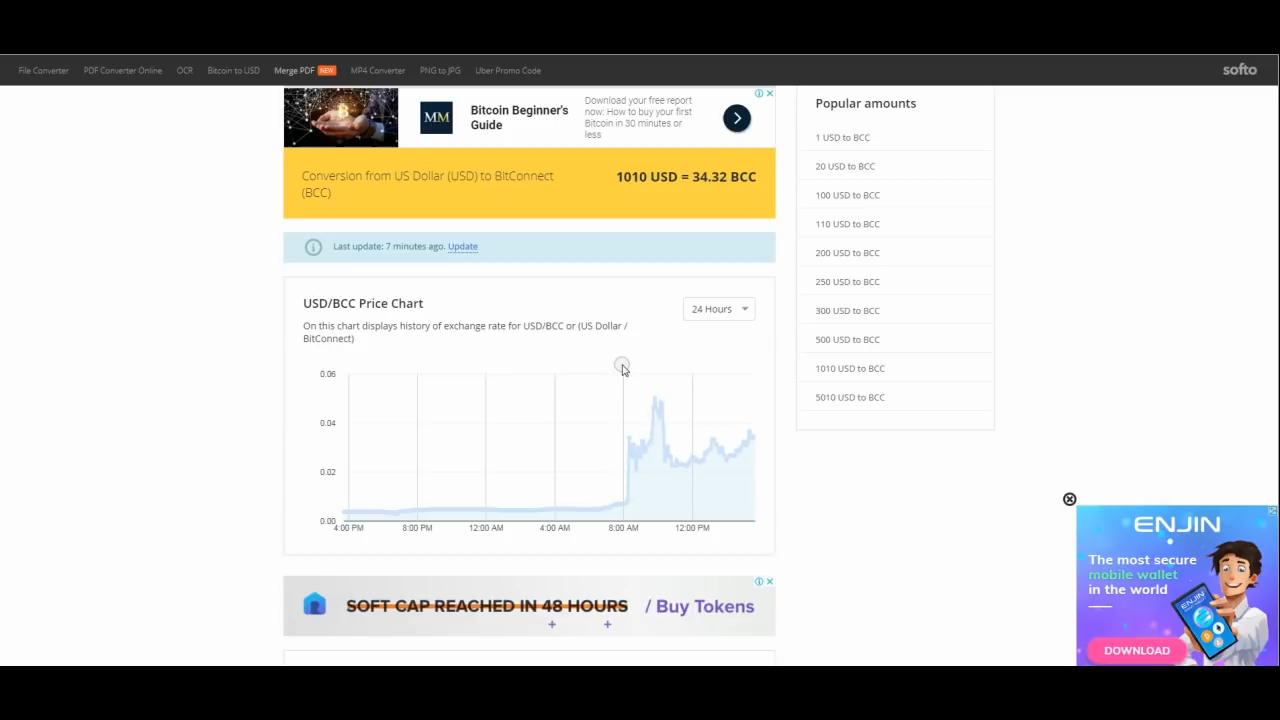 File Converter PDF Converter Online OCR Bitcoin to USD Merge PDF NEW MP4 Converter PNG to JPG Uber Promo Code softo
MM
Bitcoin Beginner's
Guide
Download your free report
now: How to buy your first
Bitcoin in 30 minutes or
less
Conversion from US Dollar (USD) to BitConnect
(BCC)
1010 USD = 34.32 BCC
Last update: 7 minutes ago. Update
USD/BCC Price Chart
24 Hours
On this chart displays history of exchange rate for USD/BCC or (US Dollar /
BitConnect)
0.06
0.04
0.02
0.00
4:00 PM 8:00 PM 12:00 AM 4:00 AM 8:00 AM 12:00 PM
SOFT CAP REACHED IN 48 HOURS / Buy Tokens
Popular amounts
1 USD to BCC
20 USD to BCC
100 USD to BCC
110 USD to BCC
200 USD to BCC
250 USD to BCC
300 USD to BCC
500 USD to BCC
1010 USD to BCC
5010 USD to BCC
ENJIN
The most secure
mobile wallet
in the world
ENJIN
DOWNLOAD